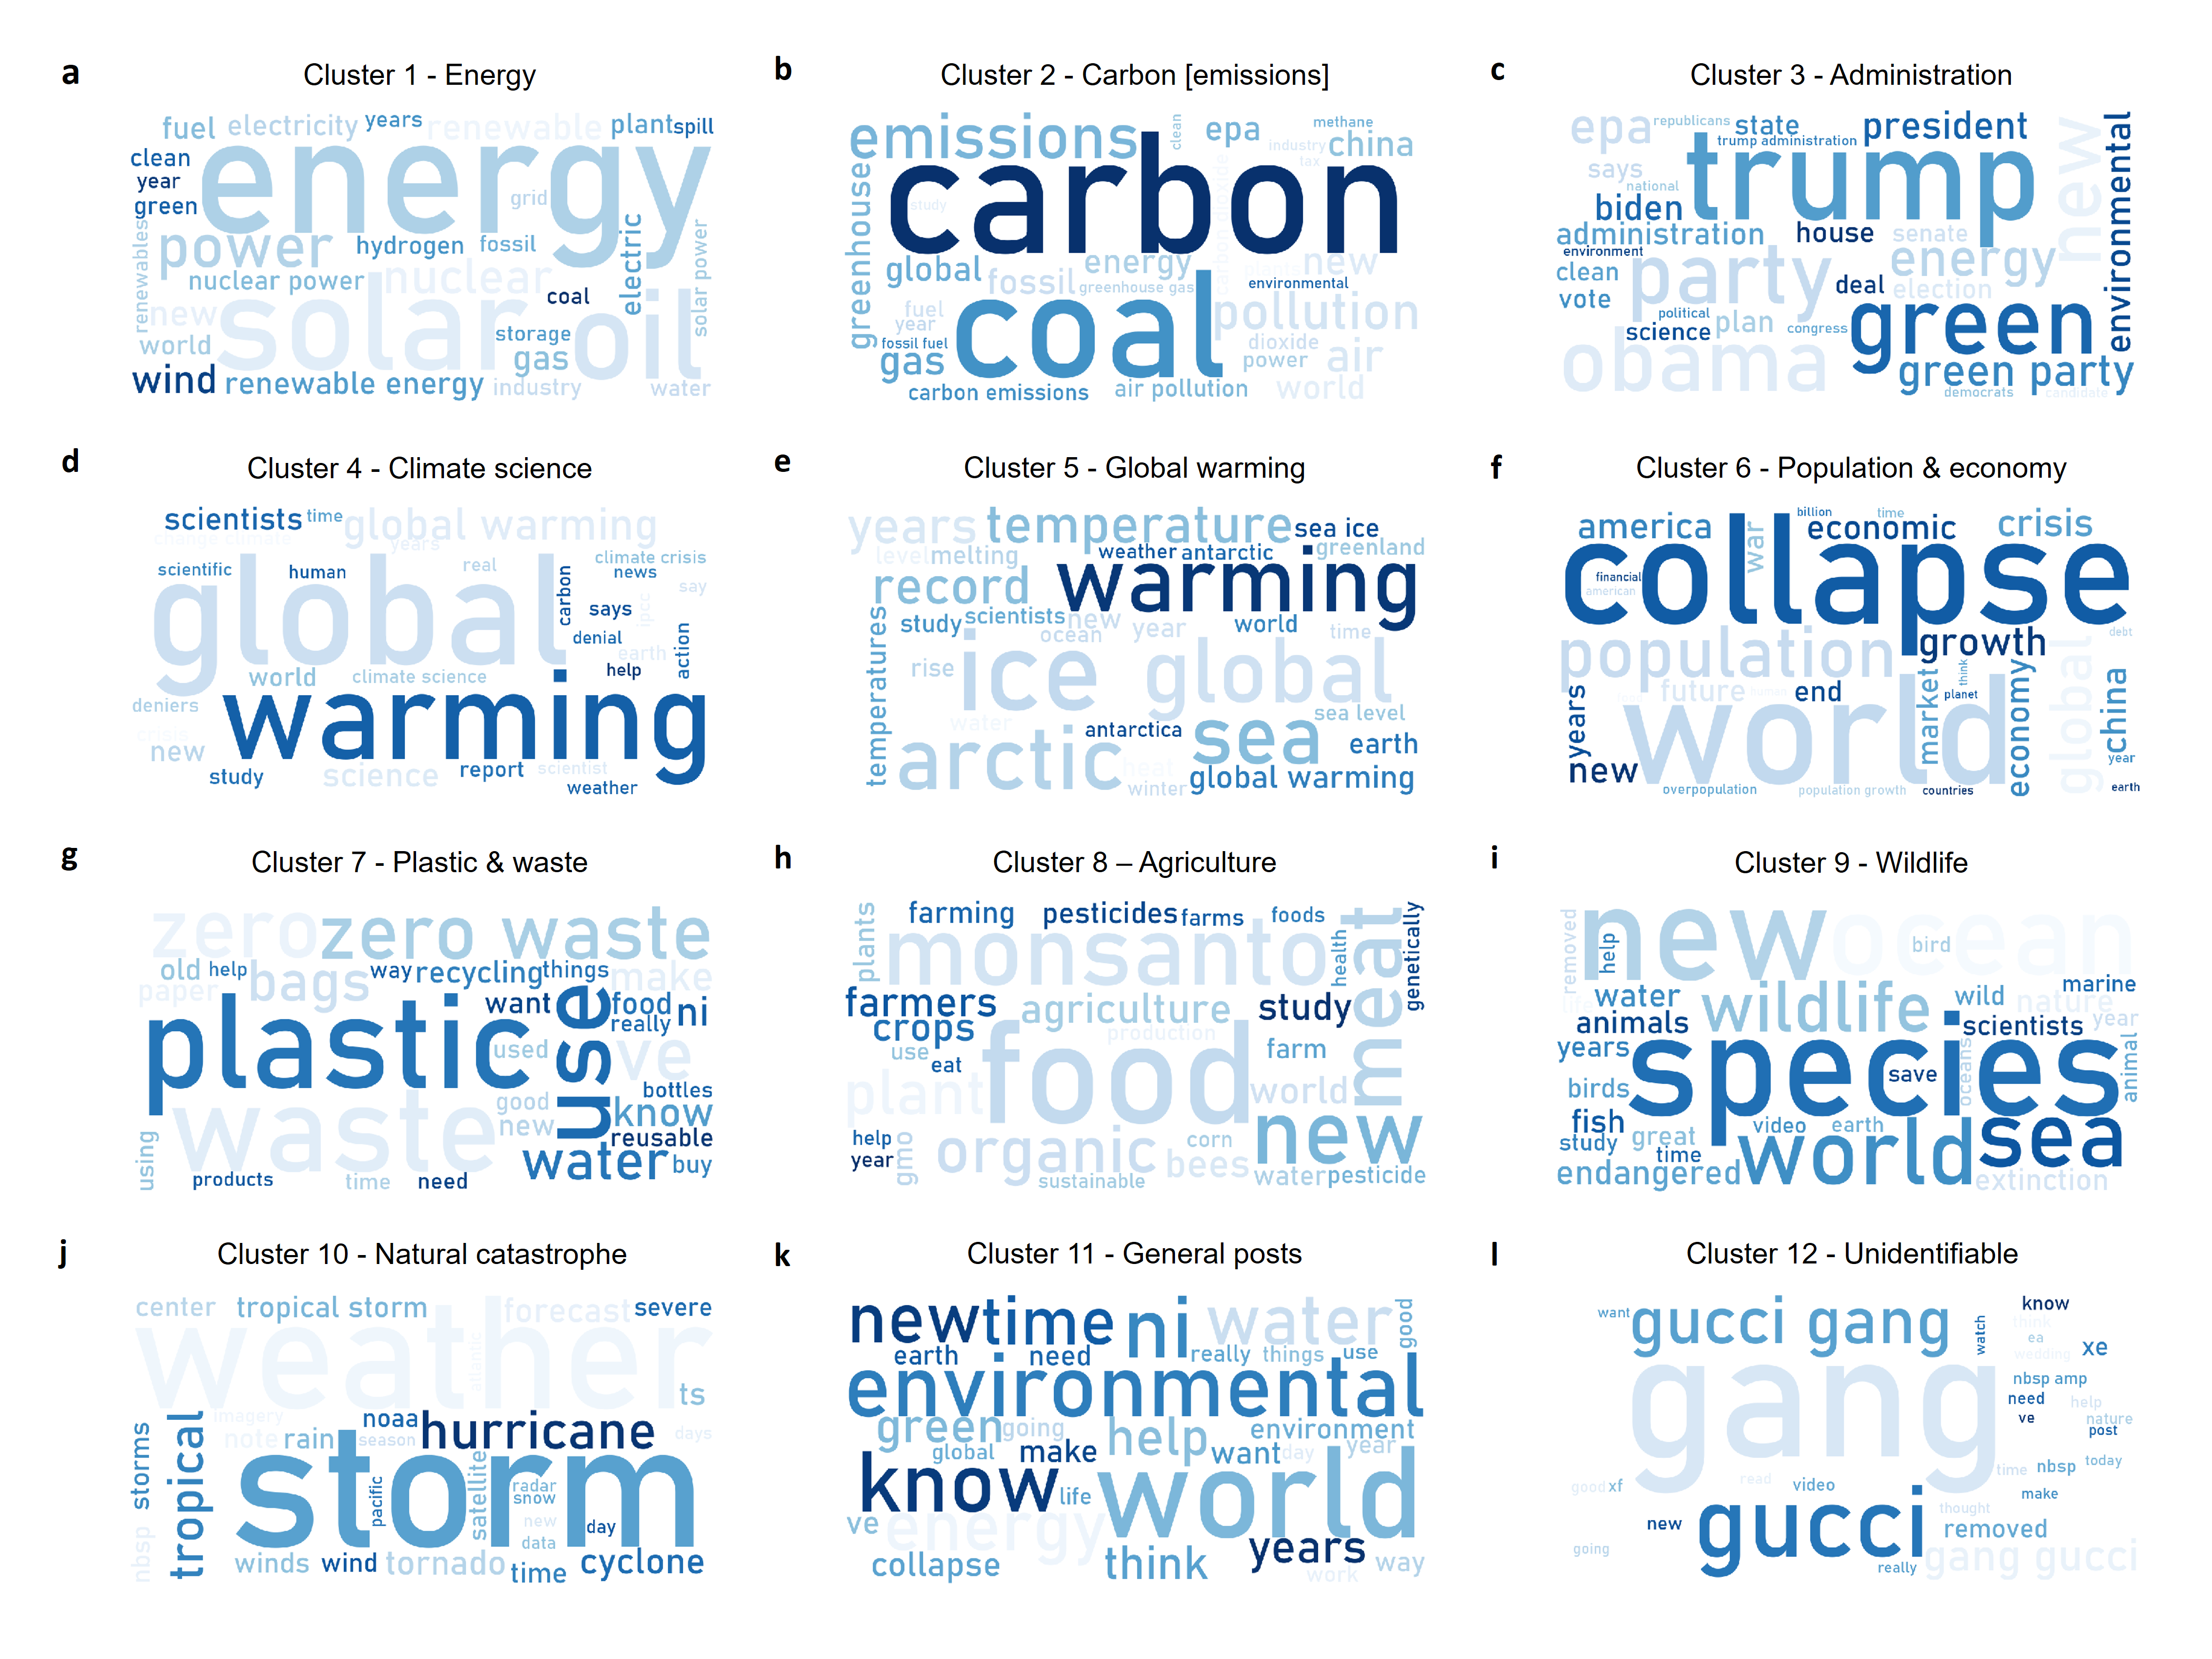 a
Cluster 1 - Energy
fuel electricity years renewable plant spill
clean energy
year
green grid
power hydrogen fossil electric
renewables nuclear power nuclear coal solar power
new solar storage oil
world gas
wind renewable energy industry water
b
Cluster 2 - Carbon [emissions]
emissions clean epa methane
industry china
tax
greenhouse carbon carbon dioxide
study
global fossil energy new
greenhouse gas environmental
fuel coal pollution
year
fossil fuel dioxide
gas power air
carbon emissions air pollution world
c
Cluster 3 - Administration
epa republicans state president new environmental
trump administration
says trump
national
biden
administration house senate
environment party energy
clean deal election
vote political green
science plan congress
obama green party
democrats candidate
d
Cluster 4 - Climate science
scientists time global warming
change climate years
scientific human real climate crisis
global carbon news
ipcc say
says
denial
earth action
world climate science help
deniers warming
crisis
new
study science report scientist
weather
e
Cluster 5 - Global warming
years temperature sea ice
level melting weather antarctic greenland
record warming
temperatures study scientists new world
ocean year time
rise ice global
water antarctica sea level
arctic sea earth
heat
winter global warming
f
Cluster 6 - Population & economy
america war billion time economic crisis
collapse
financial
american
population growth debt
years future human end market think planet economy global china
new world year
overpopulation population growth countries earth
g
Cluster 7 - Plastic & waste
zero zero waste
old help bags way recycling things make
paper
plastic want use food ni
really
used ve
waste good bottles
new know
using reusable
water buy
products time need
h
Cluster 8 – Agriculture
plants farming pesticides farms foods meat genetically
monsanto health
farmers agriculture study
crops production
use food farm
eat
plant world
help organic corn new
year gmo bees
sustainable water pesticide
i
Cluster 9 - Wildlife
removed new ocean
help bird
life water wildlife wild nature marine
animals scientists year
years species oceans animal
save
birds
fish video earth
study great world sea
time
endangered extinction
j
Cluster 10 - Natural catastrophe
center tropical storm forecast severe
weather atlantic
ts
imagery noaa hurricane
storms tropical note rain season days
storm satellite radar
pacific snow
new
day
nbsp data
winds wind tornado time cyclone
k
Cluster 11 - General posts
new time ni water good
earth need really things use
environmental
green going help environment
global make want day year
know life world
ve energy
collapse think years way
work
l
Cluster 12 - Unidentifiable
want gucci gang watch know
think
ea
wedding xe
gang nbsp amp
need help
ve nature
post
good xf read video time nbsp today
make
new gucci thought
removed
going really gang gucci